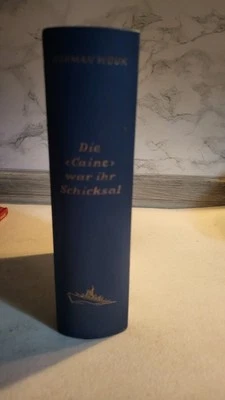 HERMAN WOUK
Die
‹Caine›
war ihr
Schicksal